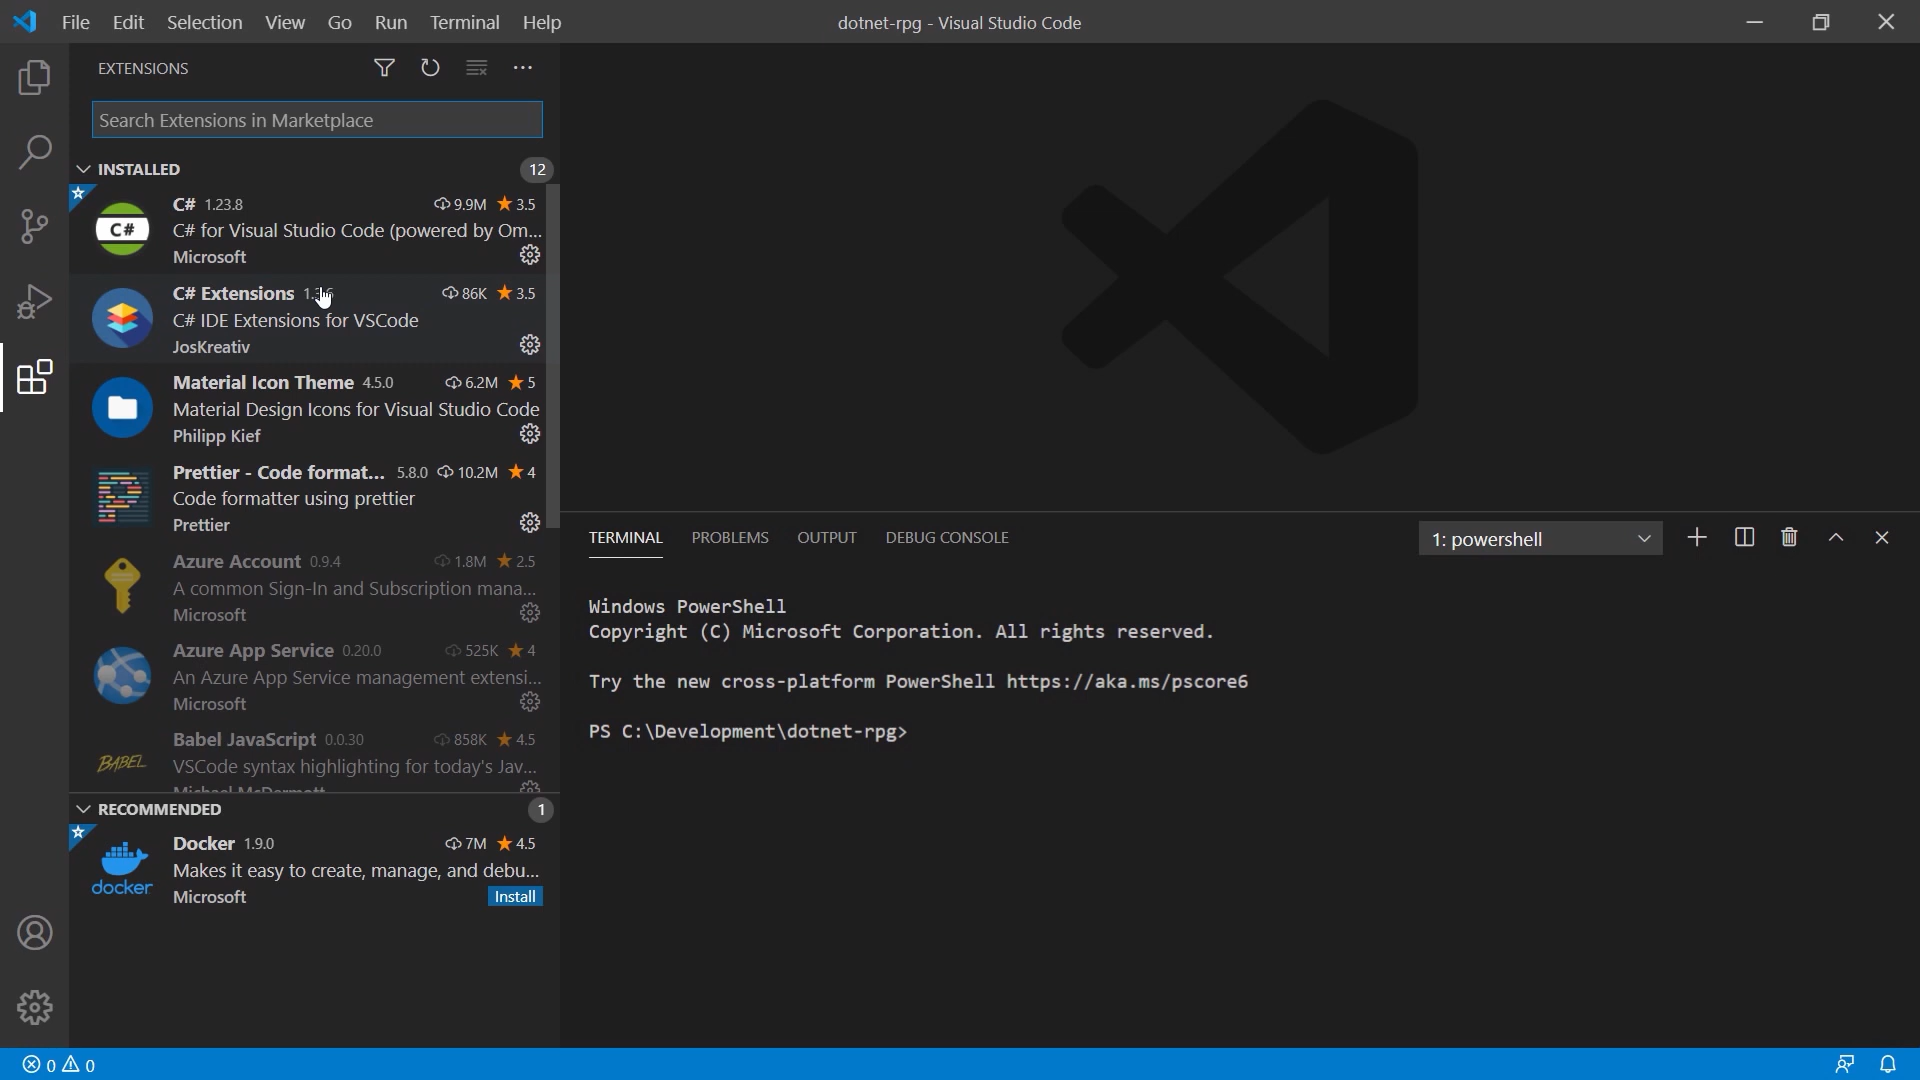 File Edit Selection View Go Run Terminal Help
dotnet-rpg - Visual Studio Code
EXTENSIONS
Search Extensions in Marketplace
INSTALLED 12
C# 1.23.8 9.9M 3.5
C# for Visual Studio Code (powered by Om...
Microsoft
C#
C# Extensions 86K 3.5
C# IDE Extensions for VSCode
JosKreativ
Material Icon Theme 4.5.0 6.2M 5
Material Design Icons for Visual Studio Code
Philipp Kief
Prettier - Code format... 5.8.0 10.2M 4
Code formatter using prettier
Prettier
Azure Account 0.9.4 1.8M 2.5
A common Sign-In and Subscription mana...
Microsoft
Azure App Service 0.20.0 525K 4
An Azure App Service management extensi...
Microsoft
Babel JavaScript 0.0.30 858K 4.5
BABEL
VSCode syntax highlighting for today's Jav...
Michael McDermott
RECOMMENDED 1
Docker 1.9.0 7M 4.5
Makes it easy to create, manage, and debu...
docker
Microsoft Install
TERMINAL PROBLEMS OUTPUT DEBUG CONSOLE 1: powershell
Windows PowerShell
Copyright (C) Microsoft Corporation. All rights reserved.
Try the new cross-platform PowerShell https://aka.ms/pscore6
PS C:\Development\dotnet-rpg>
0 0